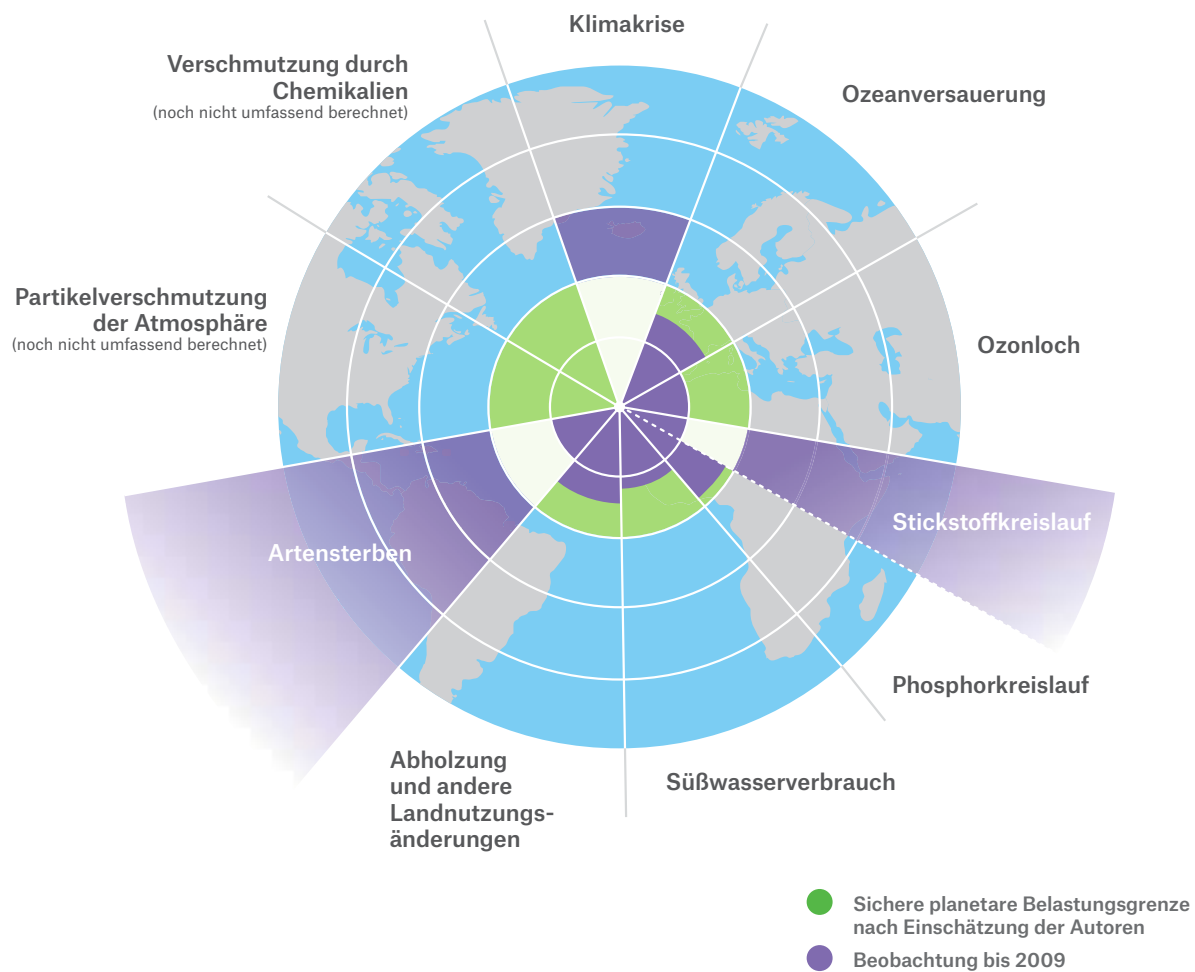 Klimakrise
Verschmutzung durch
Chemikalien
(noch nicht umfassend berechnet)
Ozeanversauerung
Partikelverschmutzung
der Atmosphäre
(noch nicht umfassend berechnet)
Ozonloch
Stickstoffkreislauf
Artensterben
Phosphorkreislauf
Abholzung
und andere
Landnutzungs-
änderungen
Süßwasserverbrauch
Sichere planetare Belastungsgrenze
nach Einschätzung der Autoren
Beobachtung bis 2009